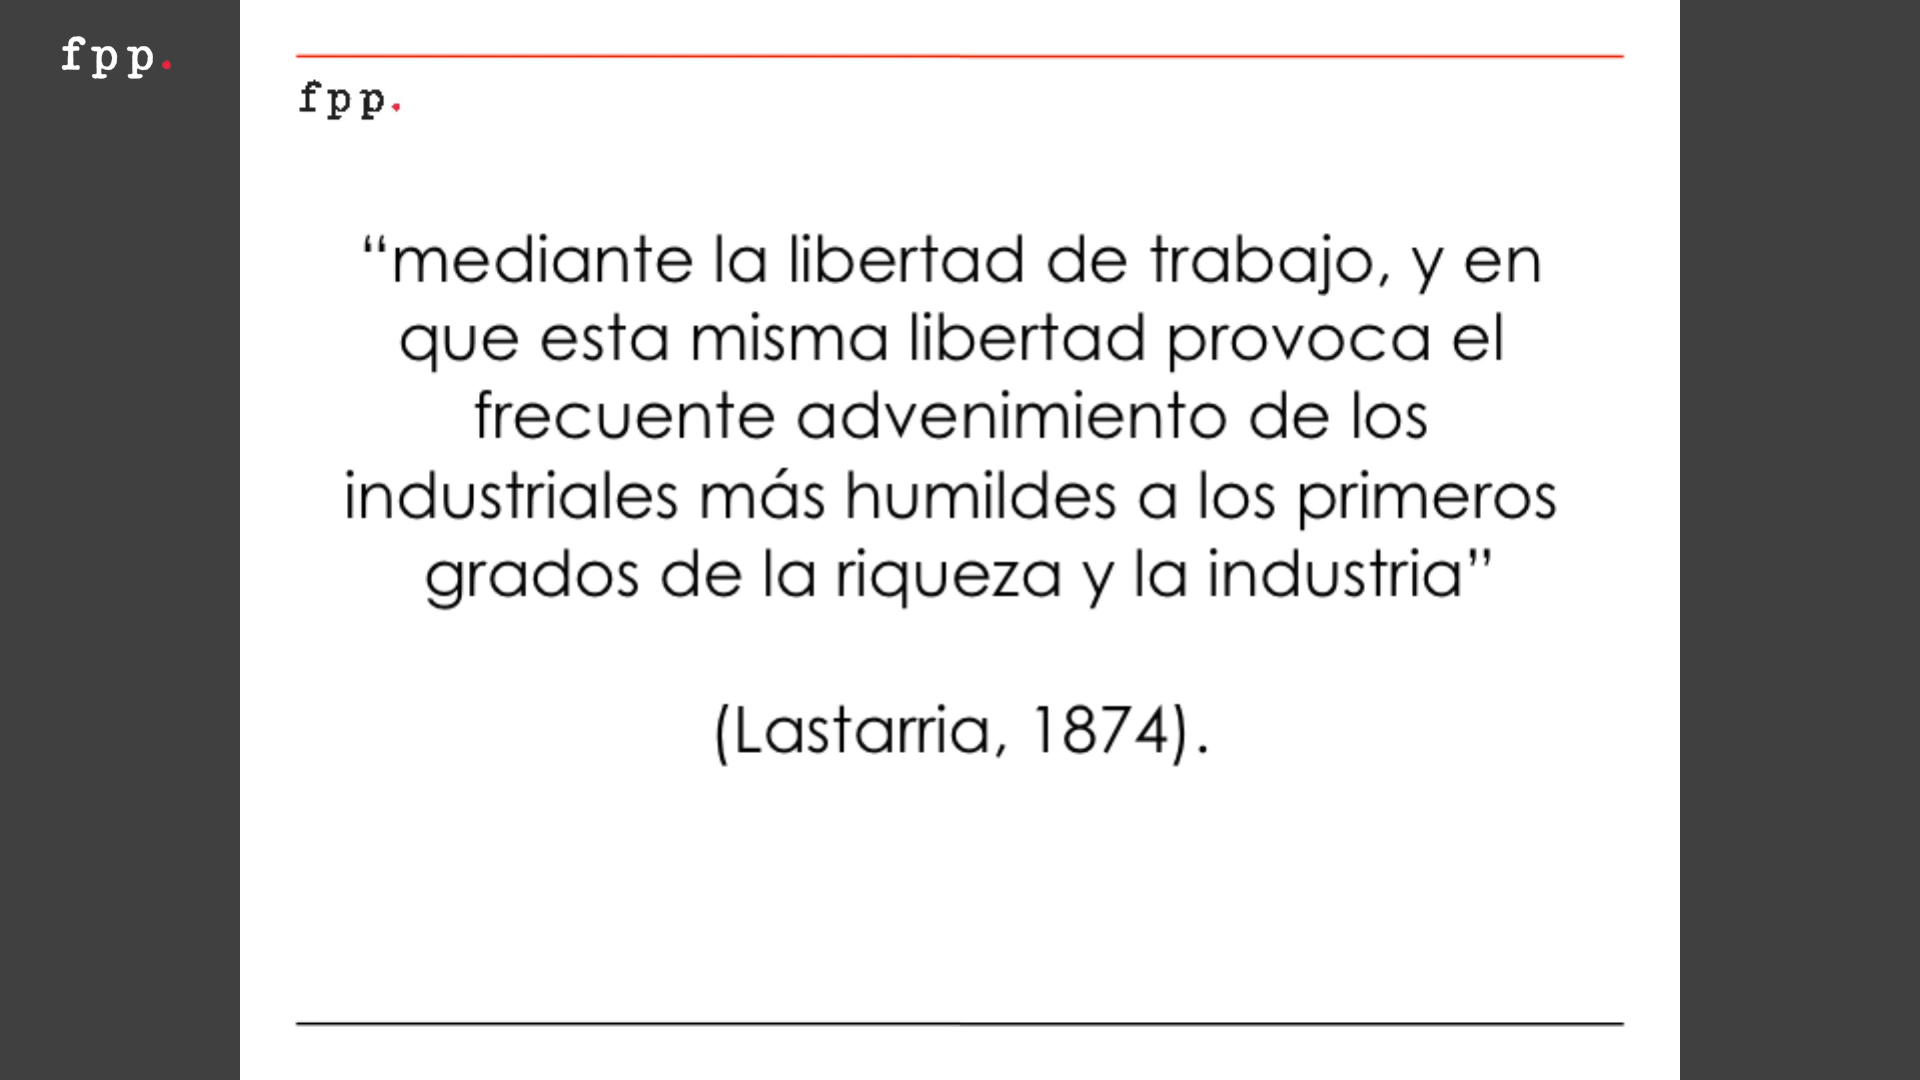 fpp.
fpp.
“mediante la libertad de trabajo, y en
que esta misma libertad provoca el
frecuente advenimiento de los
industriales más humildes a los primeros
grados de la riqueza y la industria”
(Lastarria, 1874).